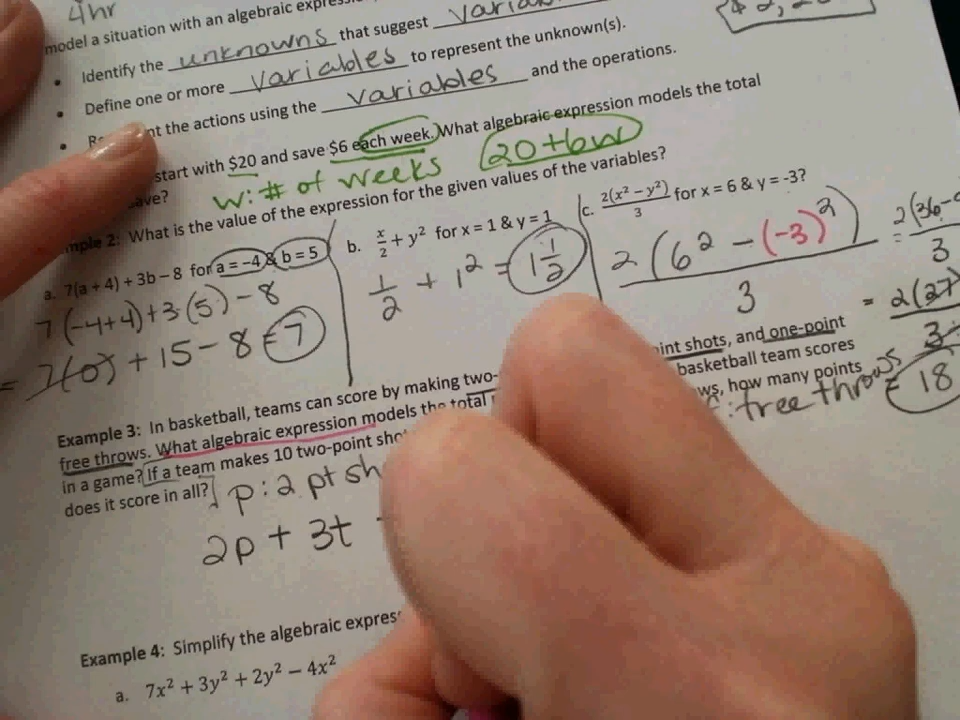 4hr
model a situation with an algebraic
• Identify the unknowns that suggest
• Define one or more variables to represent the unknown(s).
• the actions using the variables and the operations.
start with $20 and save $6 each week. What algebraic expression models the total
save?
w: # of weeks 20+6w
2: What is the value of the expression for the given values of the variables?
a. 7(a + 4) + 3b − 8 for a = −4 & b = 5
7(-4+4)+3·(5)-8
= 7(0) + 15 - 8 = 7
b. x/2 + y² for x = 1 & y = 1
1/2 + 1² = 1 1/2
c. 2(x² − y²)/3 for x = 6 & y = -3?
2(6² - (-3)²)/3
= 2(36-
3
= 2(27)
3
= 18
Example 3: In basketball, teams can score by making two- shots, and one-point
free throws. What algebraic expression models the total basketball team scores
in a game? If a team makes 10 two-point how many points
does it score in all?
p: 2 pt
: free throws
2p + 3t
Example 4: Simplify the algebraic
a. 7x² + 3y² + 2y² − 4x²